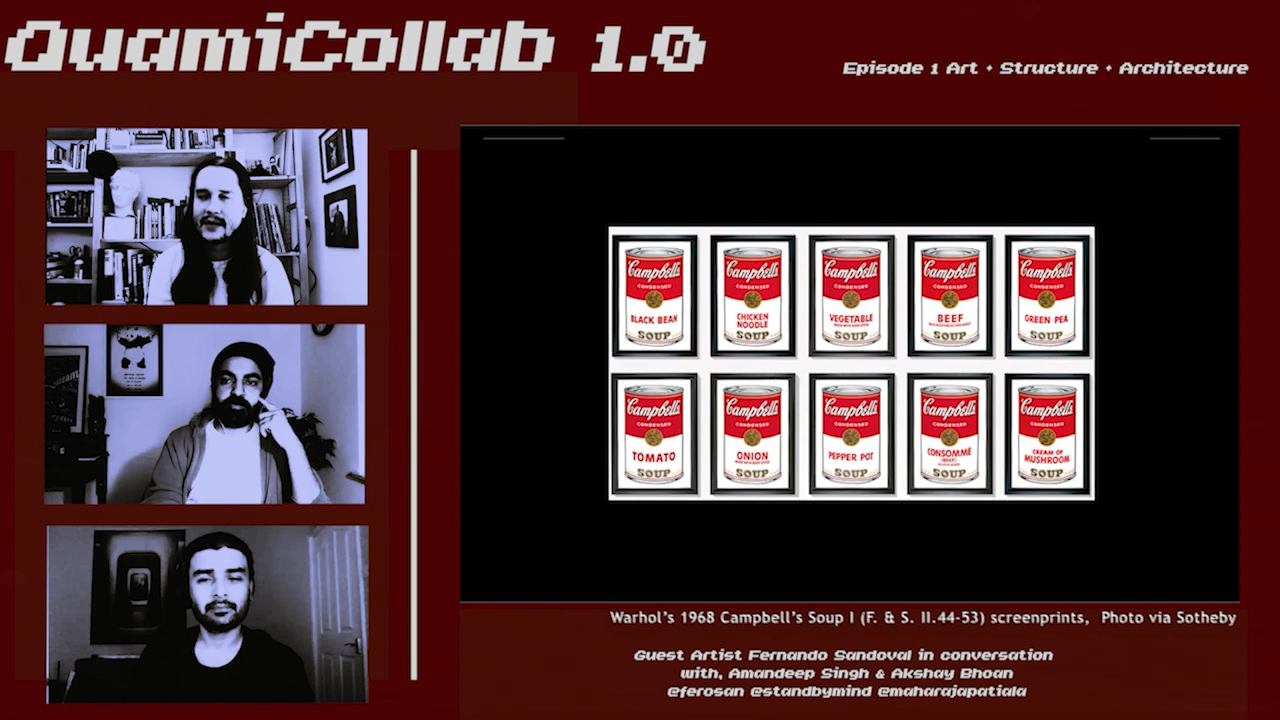 QuamiCollab 1.0
Episode 1 Art • Structure • Architecture
Campbell's Campbell's Campbell's Campbell's Campbell's
CONDENSED CONDENSED CONDENSED CONDENSED CONDENSED
BLACK BEAN CHICKEN NOODLE VEGETABLE BEEF GREEN PEA
SOUP SOUP SOUP SOUP SOUP
Campbell's Campbell's Campbell's Campbell's Campbell's
CONDENSED CONDENSED CONDENSED CONDENSED CONDENSED
TOMATO ONION PEPPER POT CONSOMMÉ (BEEF) CREAM OF MUSHROOM
SOUP SOUP SOUP SOUP SOUP
Warhol's 1968 Campbell's Soup I (F. & S. II.44-53) screenprints, Photo via Sotheby
Guest Artist Fernando Sandoval in conversation
with, Amandeep Singh & Akshay Bhoan
@ferosan @standbymind @maharajapatiala